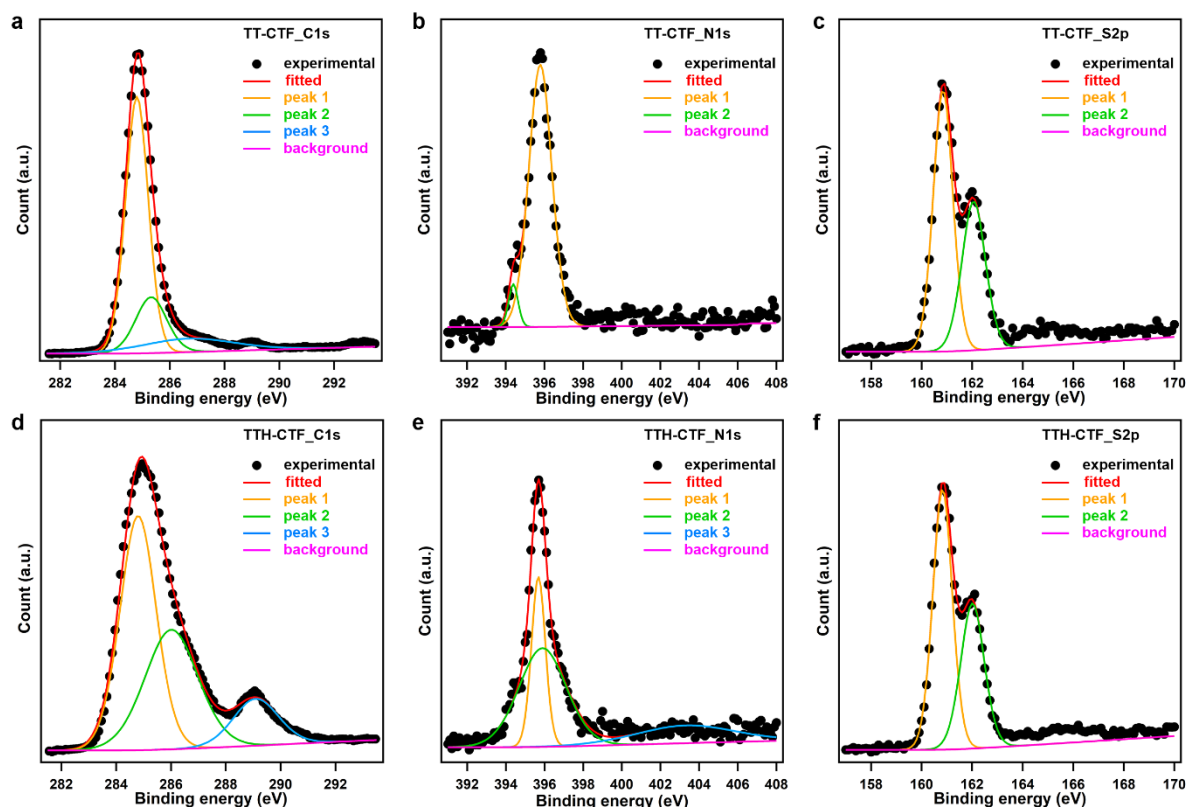 a
TT-CTF_C1s
experimental
fitted
peak 1
peak 2
peak 3
background
Count (a.u.)
282 284 286 288 290 292
Binding energy (eV)
b
TT-CTF_N1s
experimental
fitted
peak 1
peak 2
background
Count (a.u.)
392 394 396 398 400 402 404 406 408
Binding energy (eV)
c
TT-CTF_S2p
experimental
fitted
peak 1
peak 2
background
Count (a.u.)
158 160 162 164 166 168 170
Binding energy (eV)
d
TTH-CTF_C1s
experimental
fitted
peak 1
peak 2
peak 3
background
Count (a.u.)
282 284 286 288 290 292
Binding energy (eV)
e
TTH-CTF_N1s
experimental
fitted
peak 1
peak 2
peak 3
background
Count (a.u.)
392 394 396 398 400 402 404 406 408
Binding energy (eV)
f
TTH-CTF_S2p
experimental
fitted
peak 1
peak 2
background
Count (a.u.)
158 160 162 164 166 168 170
Binding energy (eV)